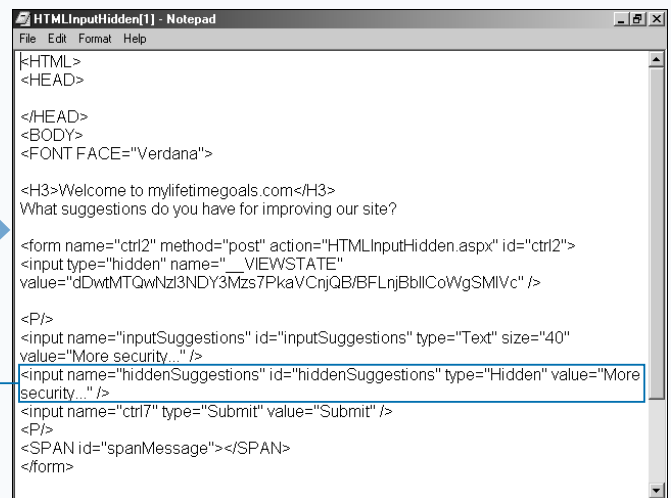 HTMLInputHidden[1] - Notepad
File Edit Format Help
<HTML>
<HEAD>
</HEAD>
<BODY>
<FONT FACE="Verdana">
<H3>Welcome to mylifetimegoals.com</H3>
What suggestions do you have for improving our site?
<form name="ctrl2" method="post" action="HTMLInputHidden.aspx" id="ctrl2">
<input type="hidden" name="__VIEWSTATE"
value="dDwtMTQwNzI3NDY3Mzs7PkaVCnjQB/BFLnjBbIlCoWgSMIVc" />
<P/>
<input name="inputSuggestions" id="inputSuggestions" type="Text" size="40"
value="More security..." />
<input name="hiddenSuggestions" id="hiddenSuggestions" type="Hidden" value="More
security..." />
<input name="ctrl7" type="Submit" value="Submit" />
<P/>
<SPAN id="spanMessage"></SPAN>
</form>